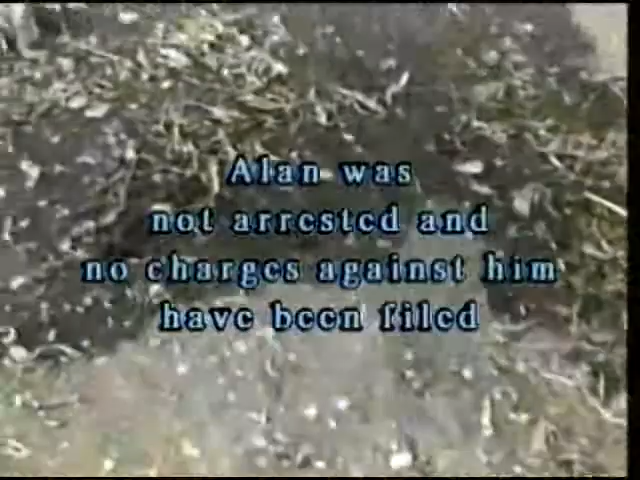 Alan was
not arrested and
no charges against him
have been filed